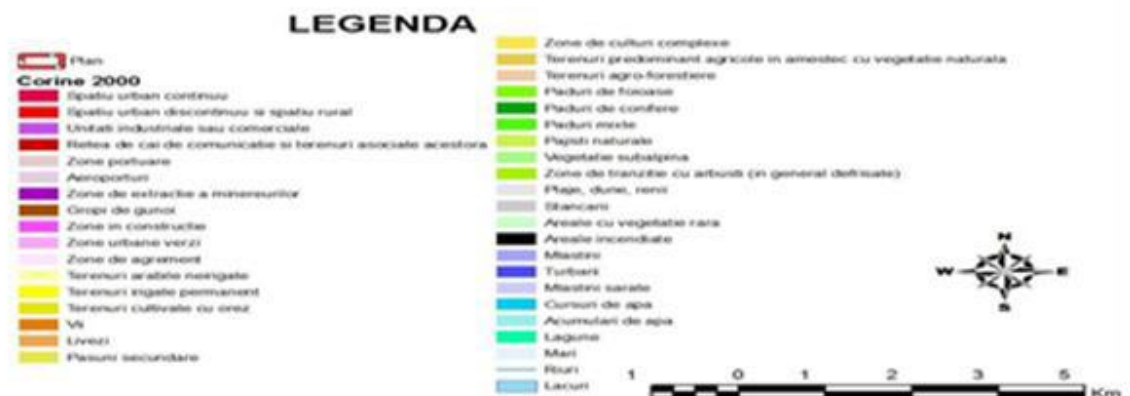 LEGENDA
Plan
Corine 2000
Spatiu urban continuu
Spatiu urban discontinuu si spatiu rural
Unitati industriale sau comerciale
Retea de cai de comunicatie si terenuri asociate acestora
Zone portuare
Aeroporturi
Zone de extractie a minereurilor
Gropi de gunoi
Zone in constructie
Zone urbane verzi
Zone de agrement
Terenuri arabile neirigate
Terenuri irigate permanent
Terenuri cultivate cu orez
Vii
Livezi
Pasuni secundare
Zone de culturi complexe
Terenuri predominant agricole in amestec cu vegetatie naturala
Terenuri agro-forestiere
Paduri de foioase
Paduri de conifere
Paduri mixte
Pajisti naturale
Vegetatie subalpina
Zone de tranzitie cu arbusti (in general defrisate)
Plaje, dune, renii
Stancarii
Areale cu vegetatie rara
Areale incendiate
Mlastini
Turbarii
Mlastini sarate
Cursuri de apa
Acumulari de apa
Lagune
Mari
Riuri
Lacuri
N
W E
S
1 0 1 2 3 5
Km